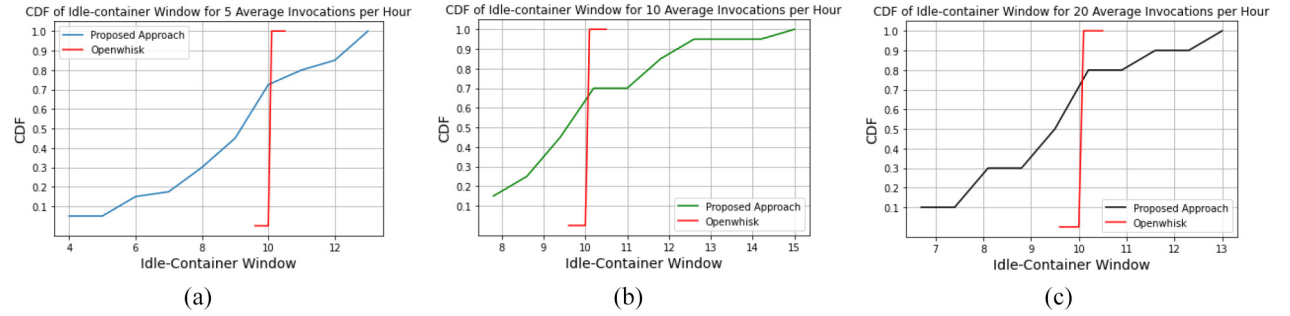 CDF of Idle-container Window for 5 Average Invocations per Hour
1.0
0.9
0.8
0.7
0.6
0.5
0.4
0.3
0.2
0.1
CDF
Proposed Approach
Openwhisk
4 6 8 10 12
Idle-Container Window
(a)
CDF of Idle-container Window for 10 Average Invocations per Hour
1.0
0.9
0.8
0.7
0.6
0.5
0.4
0.3
0.2
0.1
CDF
Proposed Approach
Openwhisk
8 9 10 11 12 13 14 15
Idle-Container Window
(b)
CDF of Idle-container Window for 20 Average Invocations per Hour
1.0
0.9
0.8
0.7
0.6
0.5
0.4
0.3
0.2
0.1
CDF
Proposed Approach
Openwhisk
7 8 9 10 11 12 13
Idle-Container Window
(c)